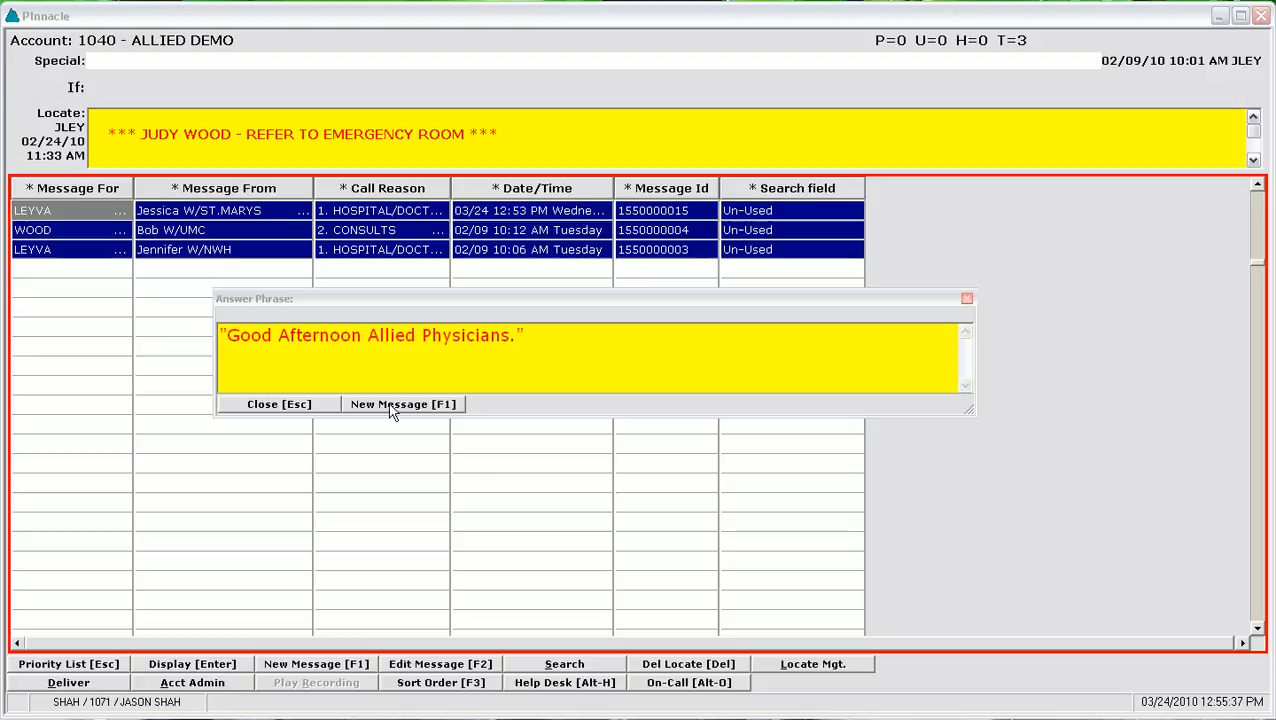 Pinnacle
Account: 1040 - ALLIED DEMO P=0 U=0 H=0 T=3
Special: 02/09/10 10:01 AM JLEY
If:
Locate:
JLEY
02/24/10
11:33 AM
*** JUDY WOOD - REFER TO EMERGENCY ROOM ***
* Message For * Message From * Call Reason * Date/Time * Message Id * Search field
LEYVA ... Jessica W/ST.MARYS ... 1. HOSPITAL/DOCT... 03/24 12:53 PM Wedne... 1550000015 Un-Used
WOOD ... Bob W/UMC 2. CONSULTS ... 02/09 10:12 AM Tuesday 1550000004 Un-Used
LEYVA ... Jennifer W/NWH 1. HOSPITAL/DOCT... 02/09 10:06 AM Tuesday 1550000003 Un-Used
Answer Phrase:
"Good Afternoon Allied Physicians."
Close [Esc] New Message [F1]
Priority List [Esc] Display [Enter] New Message [F1] Edit Message [F2] Search Del Locate [Del] Locate Mgt.
Deliver Acct Admin Play Recording Sort Order [F3] Help Desk [Alt-H] On-Call [Alt-O]
SHAH / 1071 / JASON SHAH 03/24/2010 12:55:37 PM